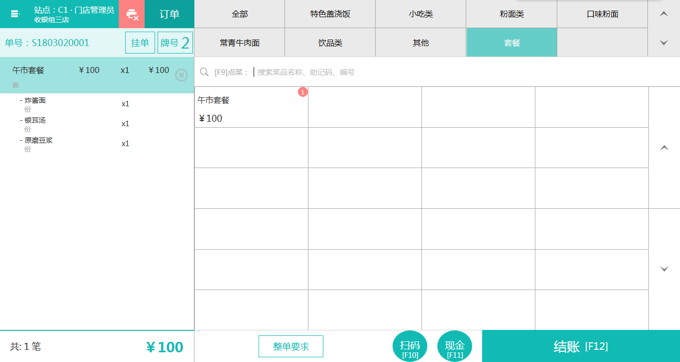 站点：C1 · 门店管理员
收银组三店
订单
单号：S1803020001
挂单
牌号 2
午市套餐 ￥100 x1 ￥100
套
- 炸酱面 x1
份
- 银耳汤 x1
份
- 原磨豆浆 x1
份
共: 1 笔 ￥100
全部 特色盖浇饭 小吃类 粉面类 口味粉面
常青牛肉面 饮品类 其他 套餐
[F9]点菜： 搜索菜品名称、助记码、编号
午市套餐 1
￥100
整单要求
扫码
[F10]
现金
[F11]
结账 [F12]